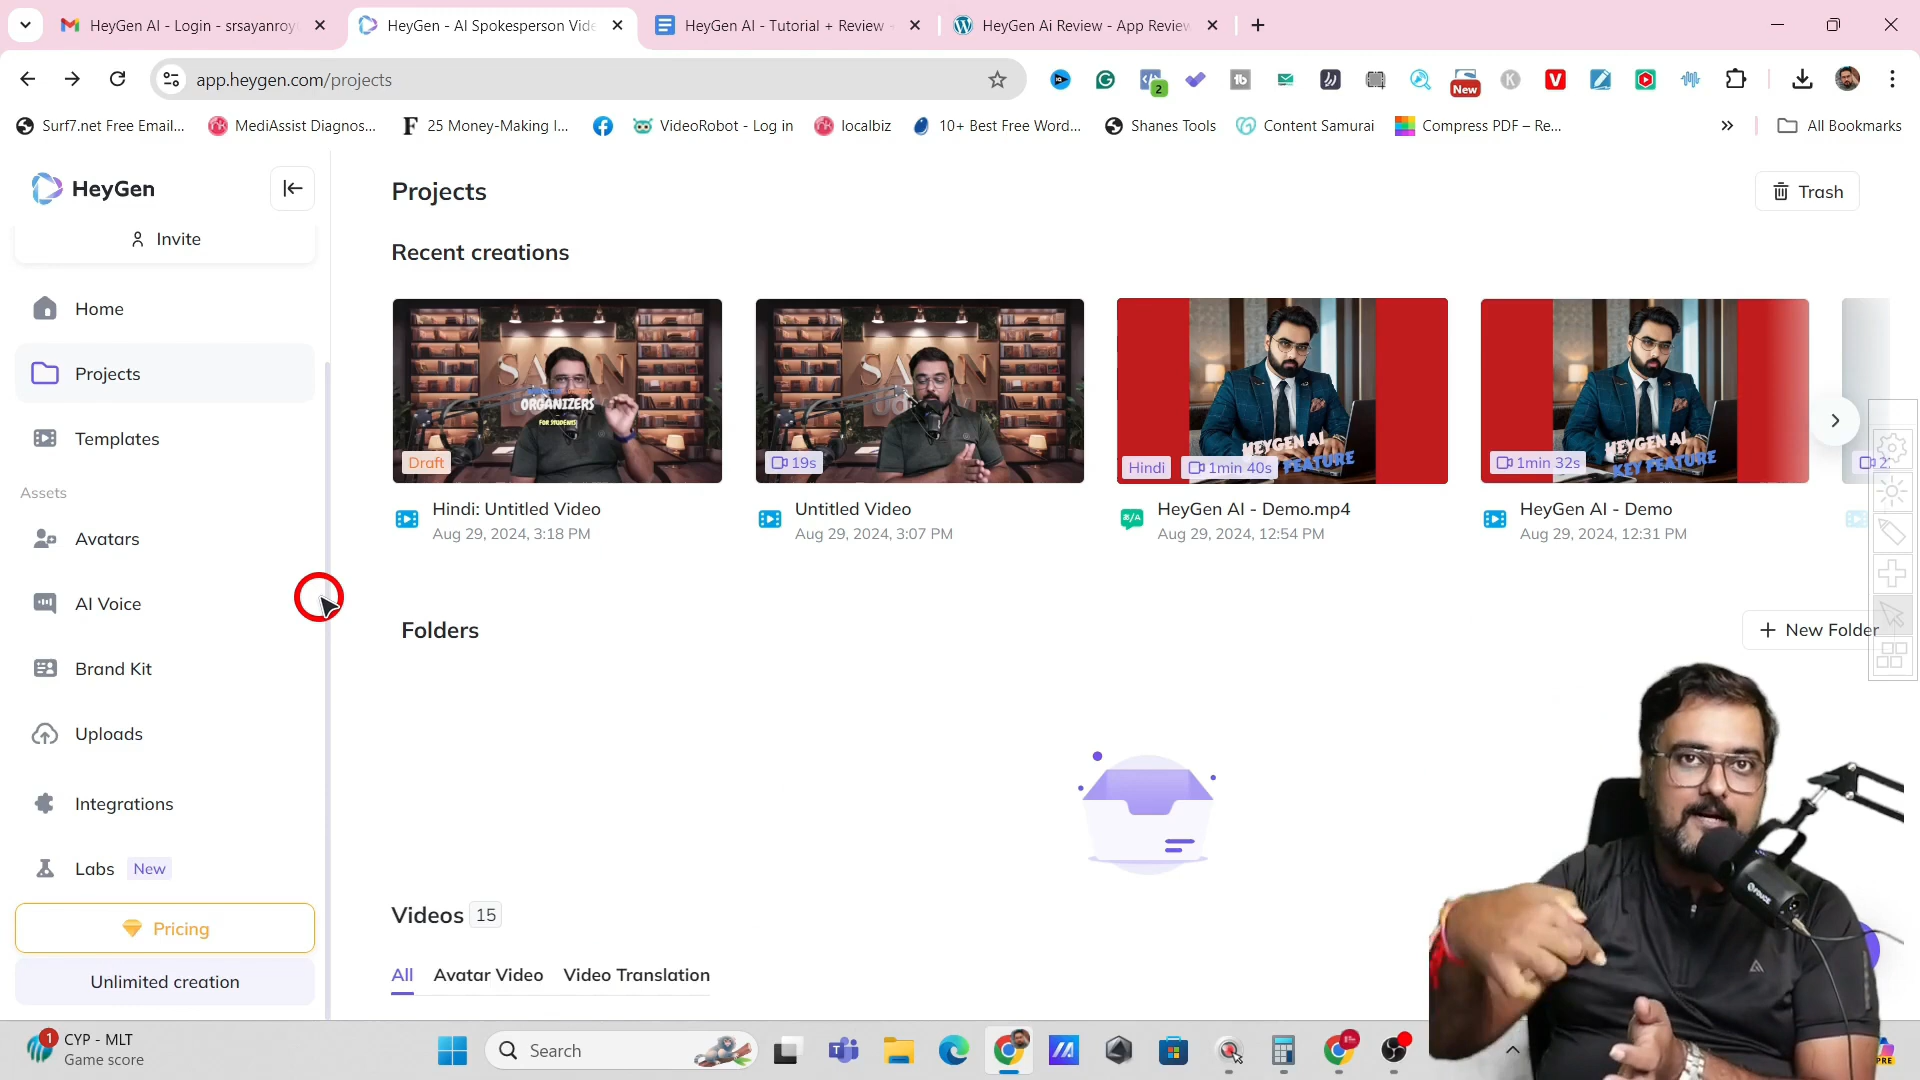 HeyGen AI - Login - srsayanroy
HeyGen - AI Spokesperson Vide
HeyGen AI - Tutorial + Review -
HeyGen Ai Review - App Review
app.heygen.com/projects
2
New
Surf7.net Free Email...
MediAssist Diagnos...
25 Money-Making I...
VideoRobot - Log in
localbiz
10+ Best Free Word...
Shanes Tools
Content Samurai
Compress PDF – Re...
All Bookmarks
HeyGen
Invite
Home
Projects
Templates
Assets
Avatars
AI Voice
Brand Kit
Uploads
Integrations
Labs New
Pricing
Unlimited creation
Projects
Trash
Recent creations
ORGANIZERS
FOR STUDENTS
Draft
19s
HEYGEN AI
FEATURE
Hindi
1min 40s
HEYGEN AI
KEY FEATURE
1min 32s
Hindi: Untitled Video
Aug 29, 2024, 3:18 PM
Untitled Video
Aug 29, 2024, 3:07 PM
HeyGen AI - Demo.mp4
Aug 29, 2024, 12:54 PM
HeyGen AI - Demo
Aug 29, 2024, 12:31 PM
Folders
+ New Folder
Videos 15
All
Avatar Video
Video Translation
1
CYP - MLT
Game score
Search
PRE